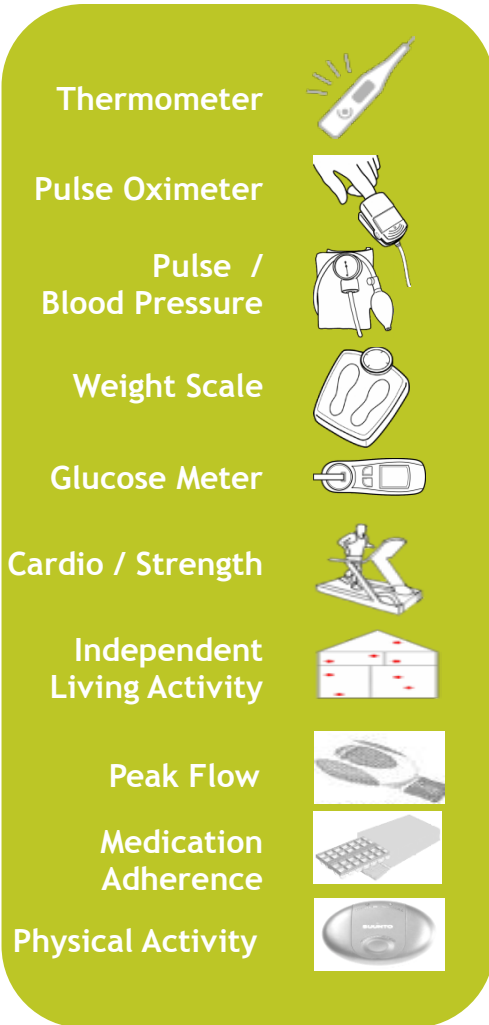 Thermometer
Pulse Oximeter
Pulse /
Blood Pressure
Weight Scale
Glucose Meter
Cardio / Strength
Independent
Living Activity
Peak Flow
Medication
Adherence
Physical Activity
SUUNTO